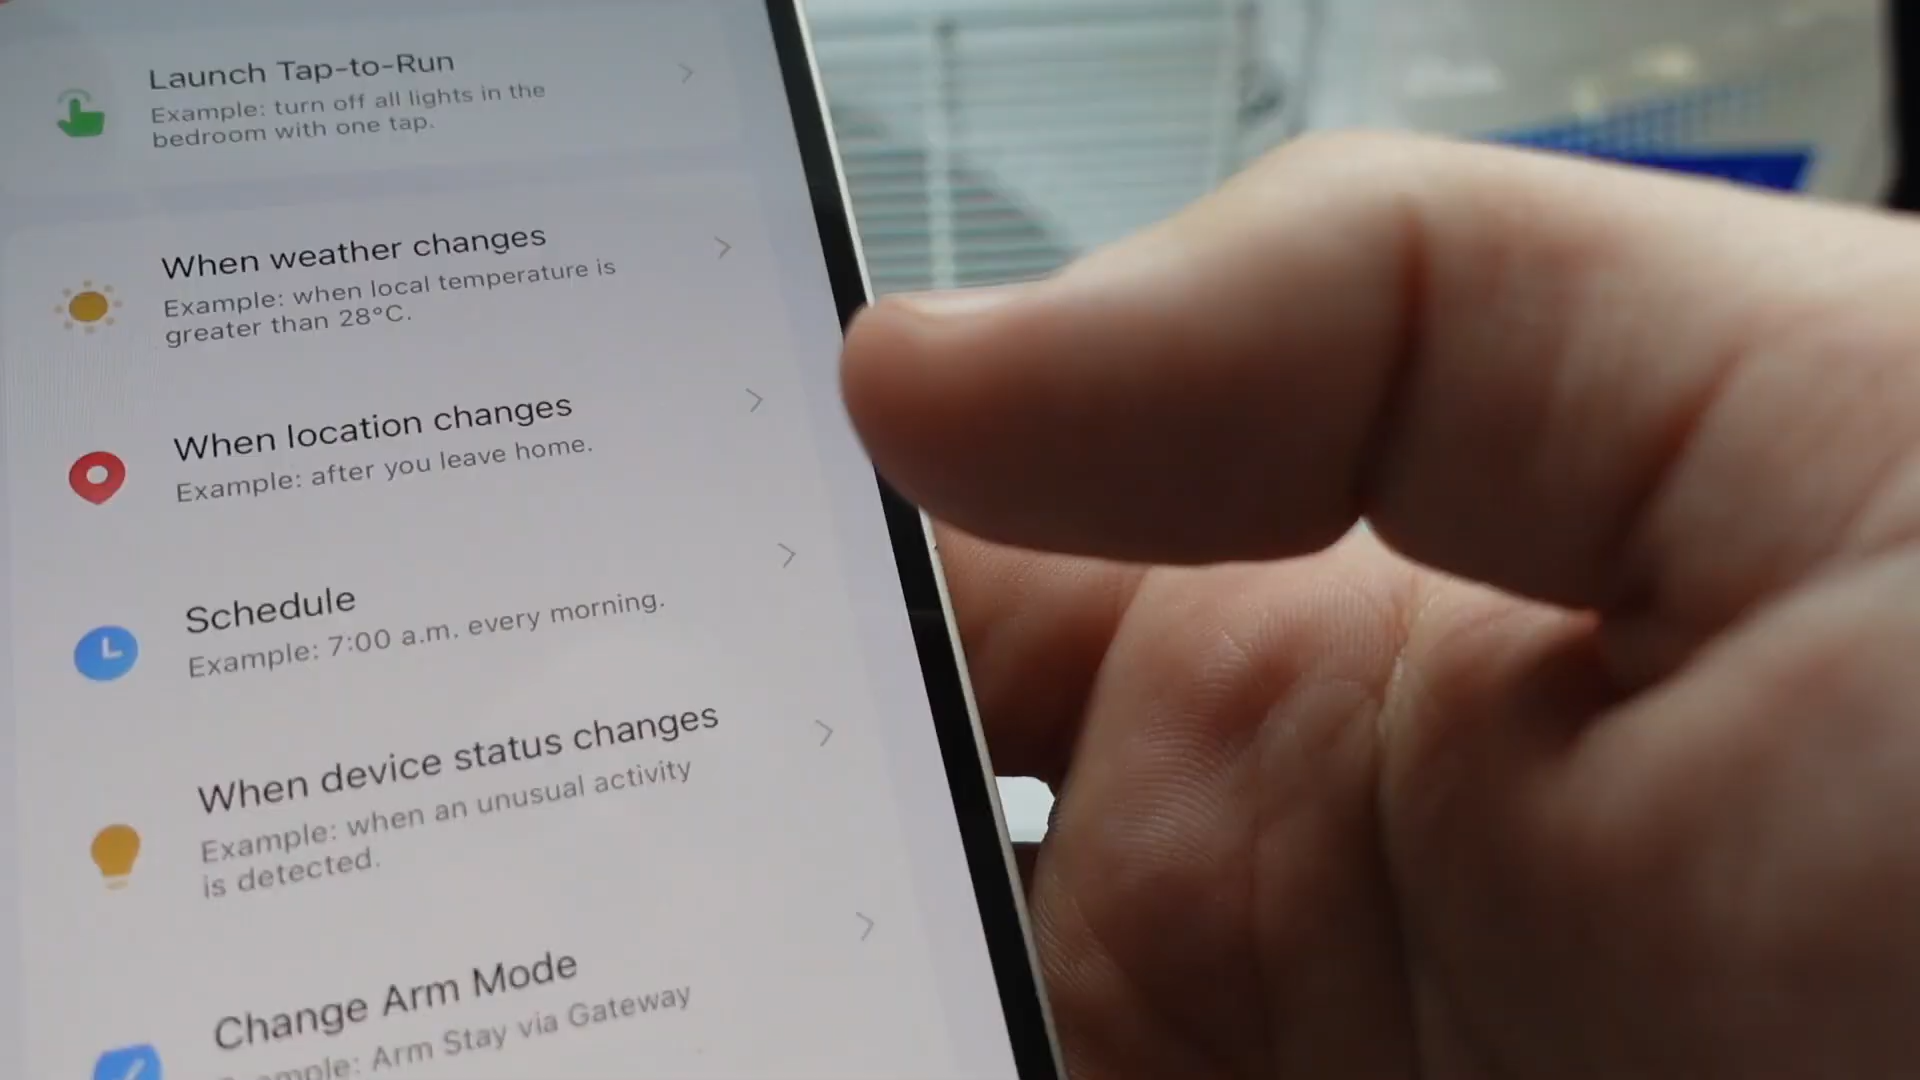 Launch Tap-to-Run
Example: turn off all lights in the
bedroom with one tap.
When weather changes
Example: when local temperature is
greater than 28°C.
When location changes
Example: after you leave home.
Schedule
Example: 7:00 a.m. every morning.
When device status changes
Example: when an unusual activity
is detected.
Change Arm Mode
Arm Stay via Gateway